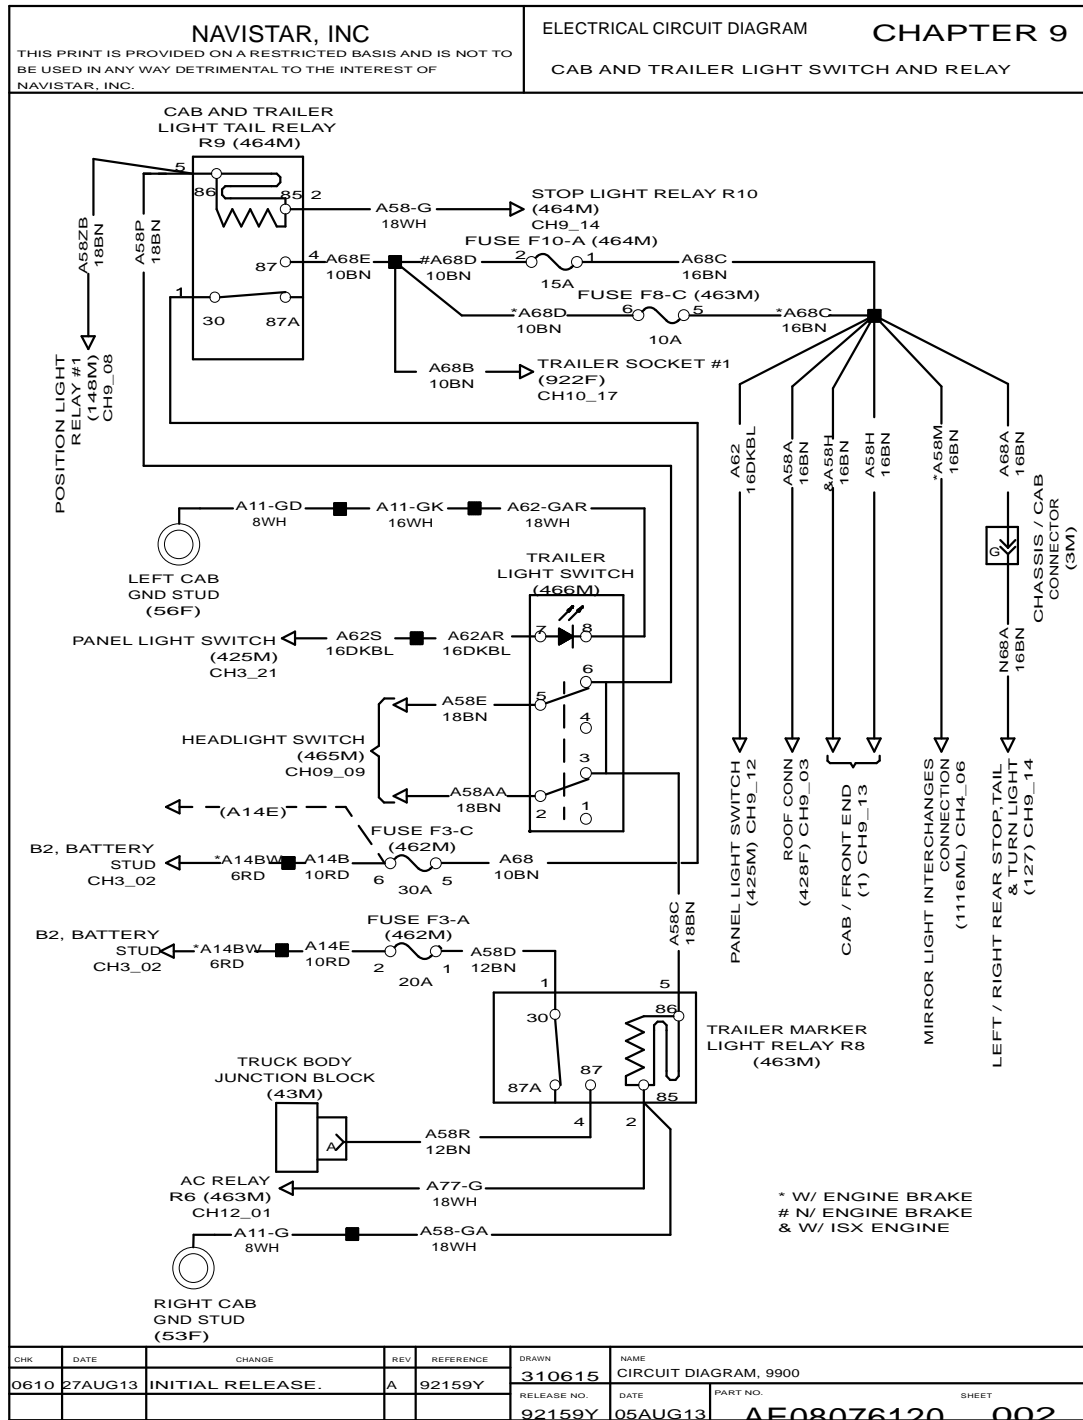 NAVISTAR, INC
THIS PRINT IS PROVIDED ON A RESTRICTED BASIS AND IS NOT TO
BE USED IN ANY WAY DETRIMENTAL TO THE INTEREST OF
NAVISTAR, INC.
ELECTRICAL CIRCUIT DIAGRAM
CHAPTER 9
CAB AND TRAILER LIGHT SWITCH AND RELAY
CAB AND TRAILER
LIGHT TAIL RELAY
R9 (464M)
5
86
85 2
A58-G
18WH
STOP LIGHT RELAY R10
(464M)
CH9_14
A58ZB
18BN
A58P
18BN
87
4
A68E
10BN
#A68D
10BN
FUSE F10-A (464M)
2
1
15A
A68C
16BN
1
30
87A
*A68D
10BN
FUSE F8-C (463M)
6
5
10A
*A68C
16BN
A68B
10BN
TRAILER SOCKET #1
(922F)
CH10_17
POSITION LIGHT
RELAY #1
(148M)
CH9_08
A62
16DKBL
A58A
16BN
&A58H
16BN
A58H
16BN
*A58M
16BN
A68A
16BN
G
CHASSIS / CAB
CONNECTOR
(3M)
N68A
16BN
A11-GD
8WH
A11-GK
16WH
A62-GAR
18WH
LEFT CAB
GND STUD
(56F)
TRAILER
LIGHT SWITCH
(466M)
PANEL LIGHT SWITCH
(425M)
CH3_21
A62S
16DKBL
A62AR
16DKBL
7
8
6
5
4
3
2
1
A58E
18BN
HEADLIGHT SWITCH
(465M)
CH09_09
A58AA
18BN
(A14E)
B2, BATTERY
STUD
CH3_02
*A14BW
6RD
A14B
10RD
FUSE F3-C
(462M)
6
5
30A
A68
10BN
B2, BATTERY
STUD
CH3_02
*A14BW
6RD
A14E
10RD
FUSE F3-A
(462M)
2
1
20A
A58D
12BN
A58C
18BN
PANEL LIGHT SWITCH
(425M) CH9_12
ROOF CONN
(428F) CH9_03
CAB / FRONT END
(1) CH9_13
MIRROR LIGHT INTERCHANGES
CONNECTION
(1116ML) CH4_06
LEFT / RIGHT REAR STOP,TAIL
& TURN LIGHT
(127) CH9_14
1
5
30
86
87A
87
85
4
2
TRAILER MARKER
LIGHT RELAY R8
(463M)
TRUCK BODY
JUNCTION BLOCK
(43M)
A
A58R
12BN
AC RELAY
R6 (463M)
CH12_01
A77-G
18WH
A11-G
8WH
A58-GA
18WH
RIGHT CAB
GND STUD
(53F)
* W/ ENGINE BRAKE
# N/ ENGINE BRAKE
& W/ ISX ENGINE
CHK DATE CHANGE REV REFERENCE
0610 27AUG13 INITIAL RELEASE. A 92159Y
DRAWN
310615
NAME
CIRCUIT DIAGRAM, 9900
RELEASE NO.
92159Y
DATE
05AUG13
PART NO.
AE08076120
SHEET
002